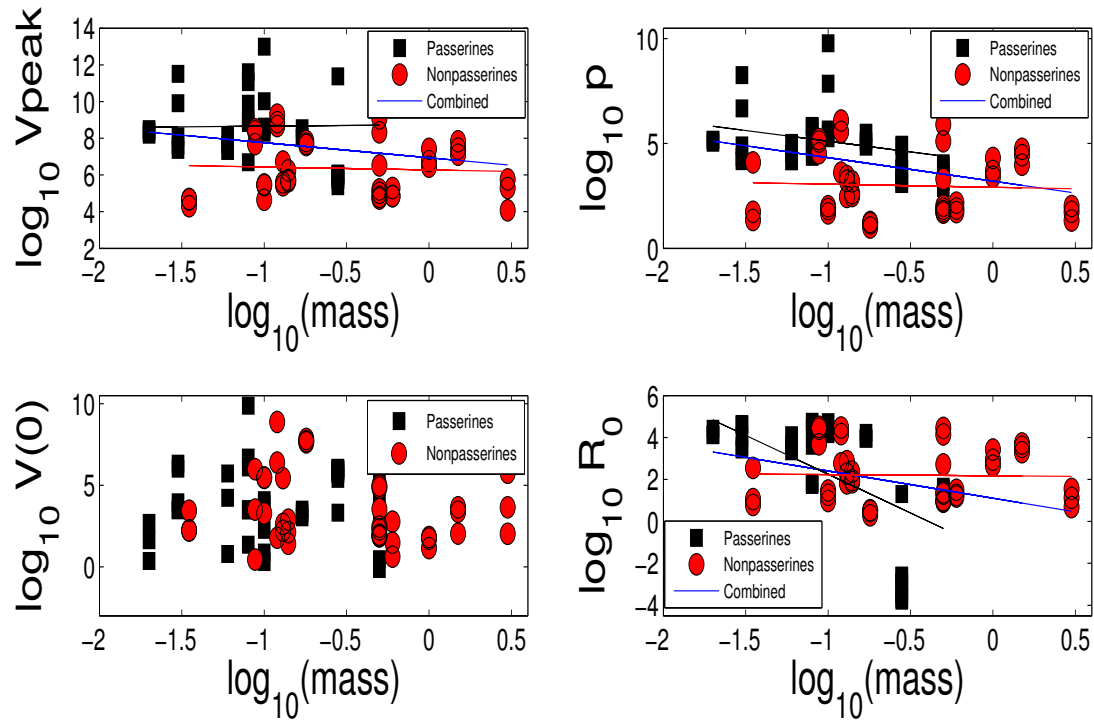 log₁₀ Vpeak
14
12
10
8
6
4
2
−2 −1.5 −1 −0.5 0 0.5
log₁₀(mass)
Passerines
Nonpasserines
Combined
log₁₀ p
10
5
0
−2 −1.5 −1 −0.5 0 0.5
log₁₀(mass)
Passerines
Nonpasserines
Combined
log₁₀ V(0)
10
5
0
−2 −1.5 −1 −0.5 0 0.5
log₁₀(mass)
Passerines
Nonpasserines
log₁₀ R₀
6
4
2
0
−2
−4
−2 −1.5 −1 −0.5 0 0.5
log₁₀(mass)
Passerines
Nonpasserines
Combined